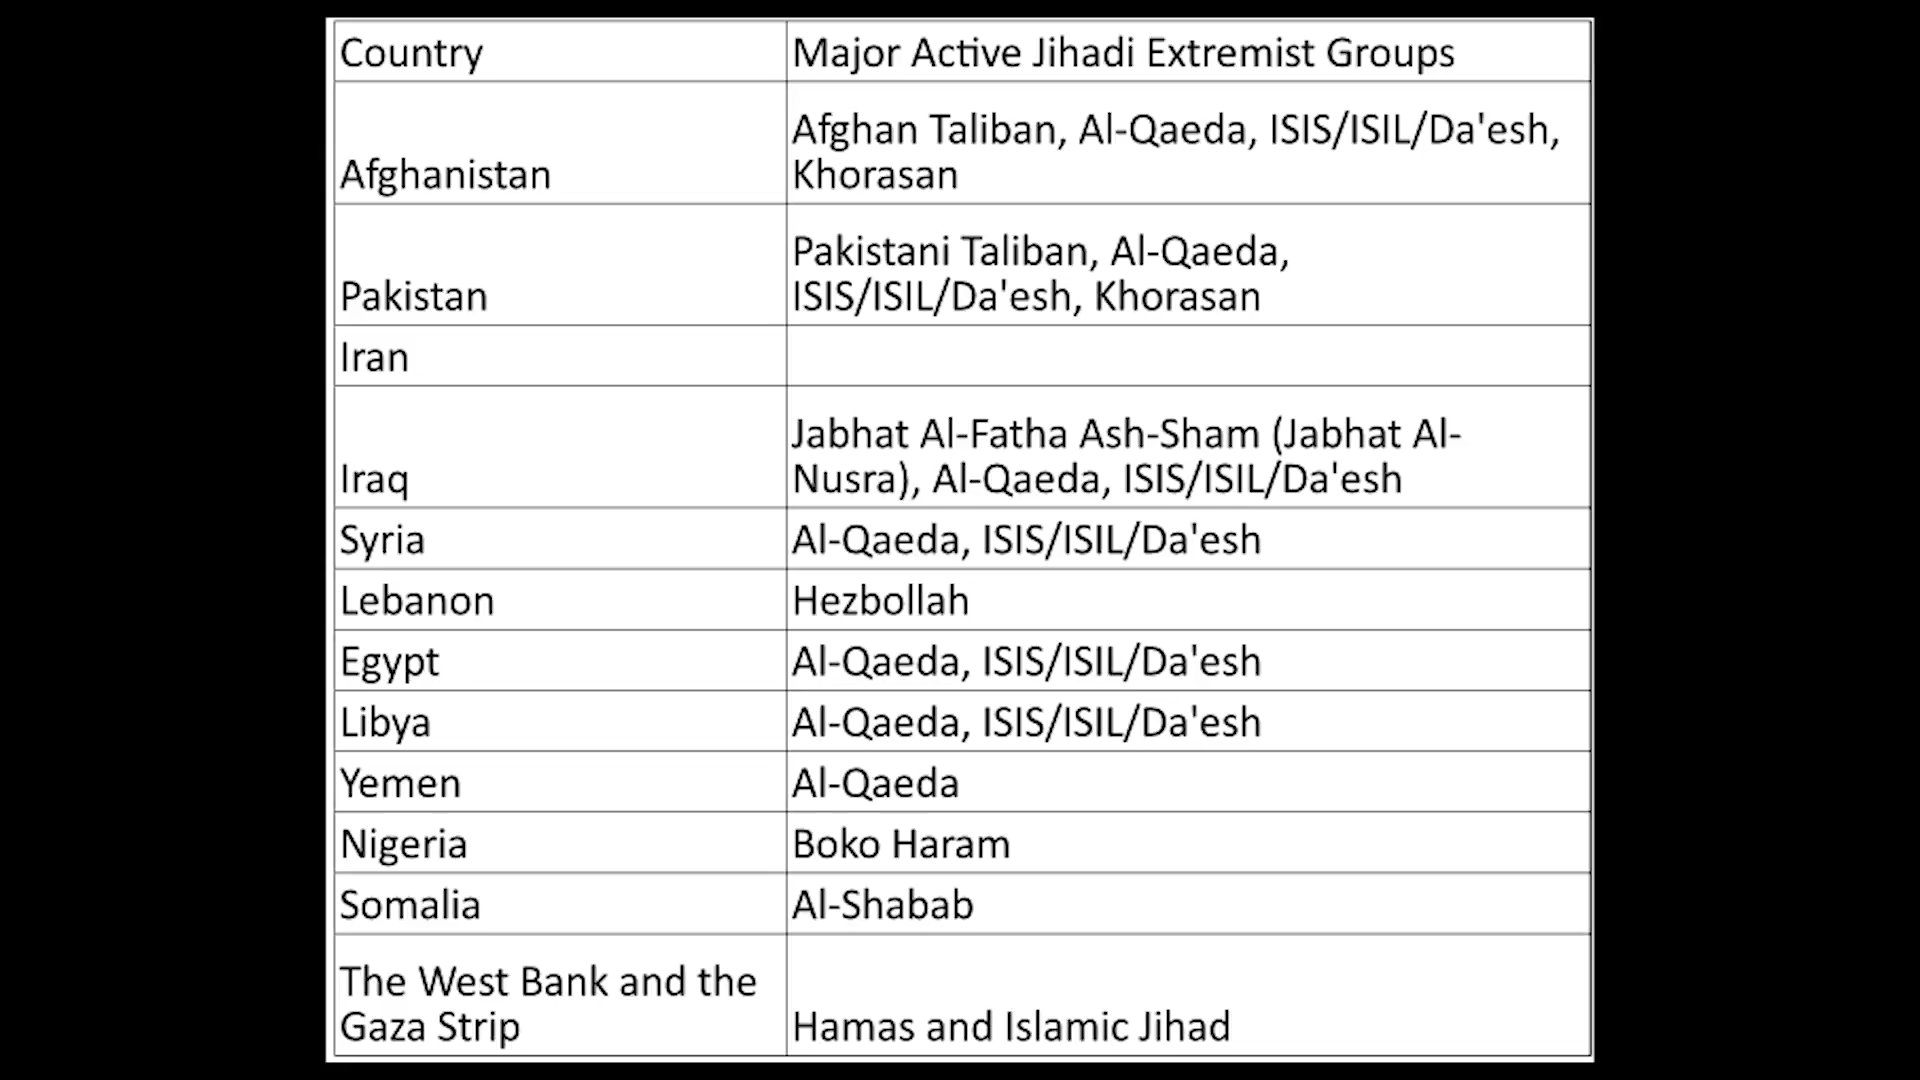 Country
Major Active Jihadi Extremist Groups
Afghanistan
Afghan Taliban, Al-Qaeda, ISIS/ISIL/Da'esh,
Khorasan
Pakistan
Pakistani Taliban, Al-Qaeda,
ISIS/ISIL/Da'esh, Khorasan
Iran
Iraq
Jabhat Al-Fatha Ash-Sham (Jabhat Al-
Nusra), Al-Qaeda, ISIS/ISIL/Da'esh
Syria
Al-Qaeda, ISIS/ISIL/Da'esh
Lebanon
Hezbollah
Egypt
Al-Qaeda, ISIS/ISIL/Da'esh
Libya
Al-Qaeda, ISIS/ISIL/Da'esh
Yemen
Al-Qaeda
Nigeria
Boko Haram
Somalia
Al-Shabab
The West Bank and the
Gaza Strip
Hamas and Islamic Jihad